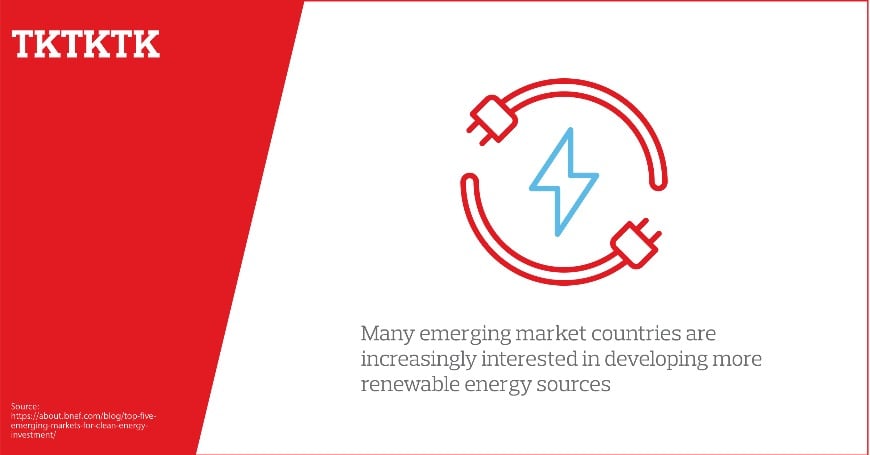 TKTKTK
Many emerging market countries are
increasingly interested in developing more
renewable energy sources
Source:
https://about.bnef.com/blog/top-five-
emerging-markets-for-clean-energy-
investment/